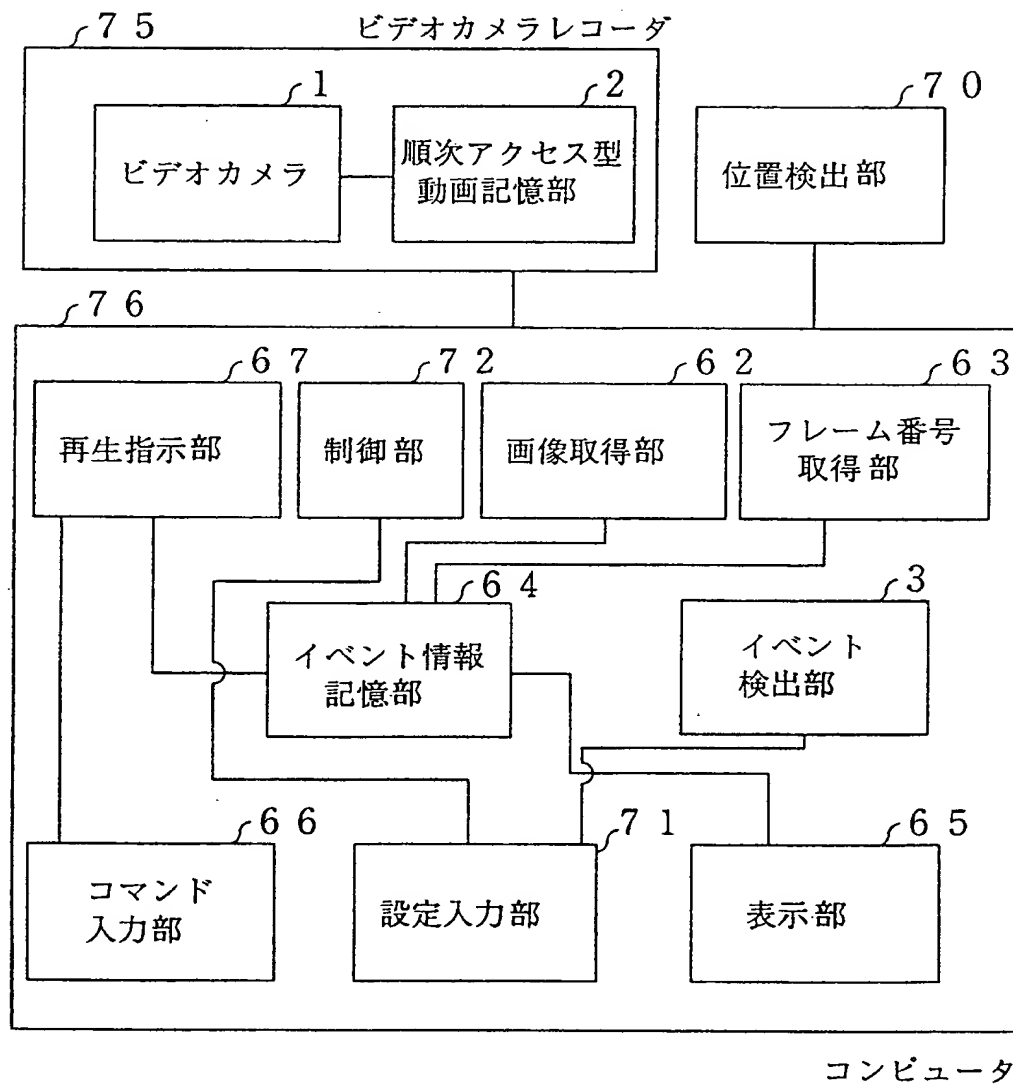 ７５
ビデオカメラレコーダ
１
２
７０
ビデオカメラ
順次アクセス型
動画記憶部
位置検出部
７６
６７
７２
６２
６３
再生指示部
制御部
画像取得部
フレーム番号
取得部
６４
３
イベント情報
記憶部
イベント
検出部
６６
７１
６５
コマンド
入力部
設定入力部
表示部
コンピュータ